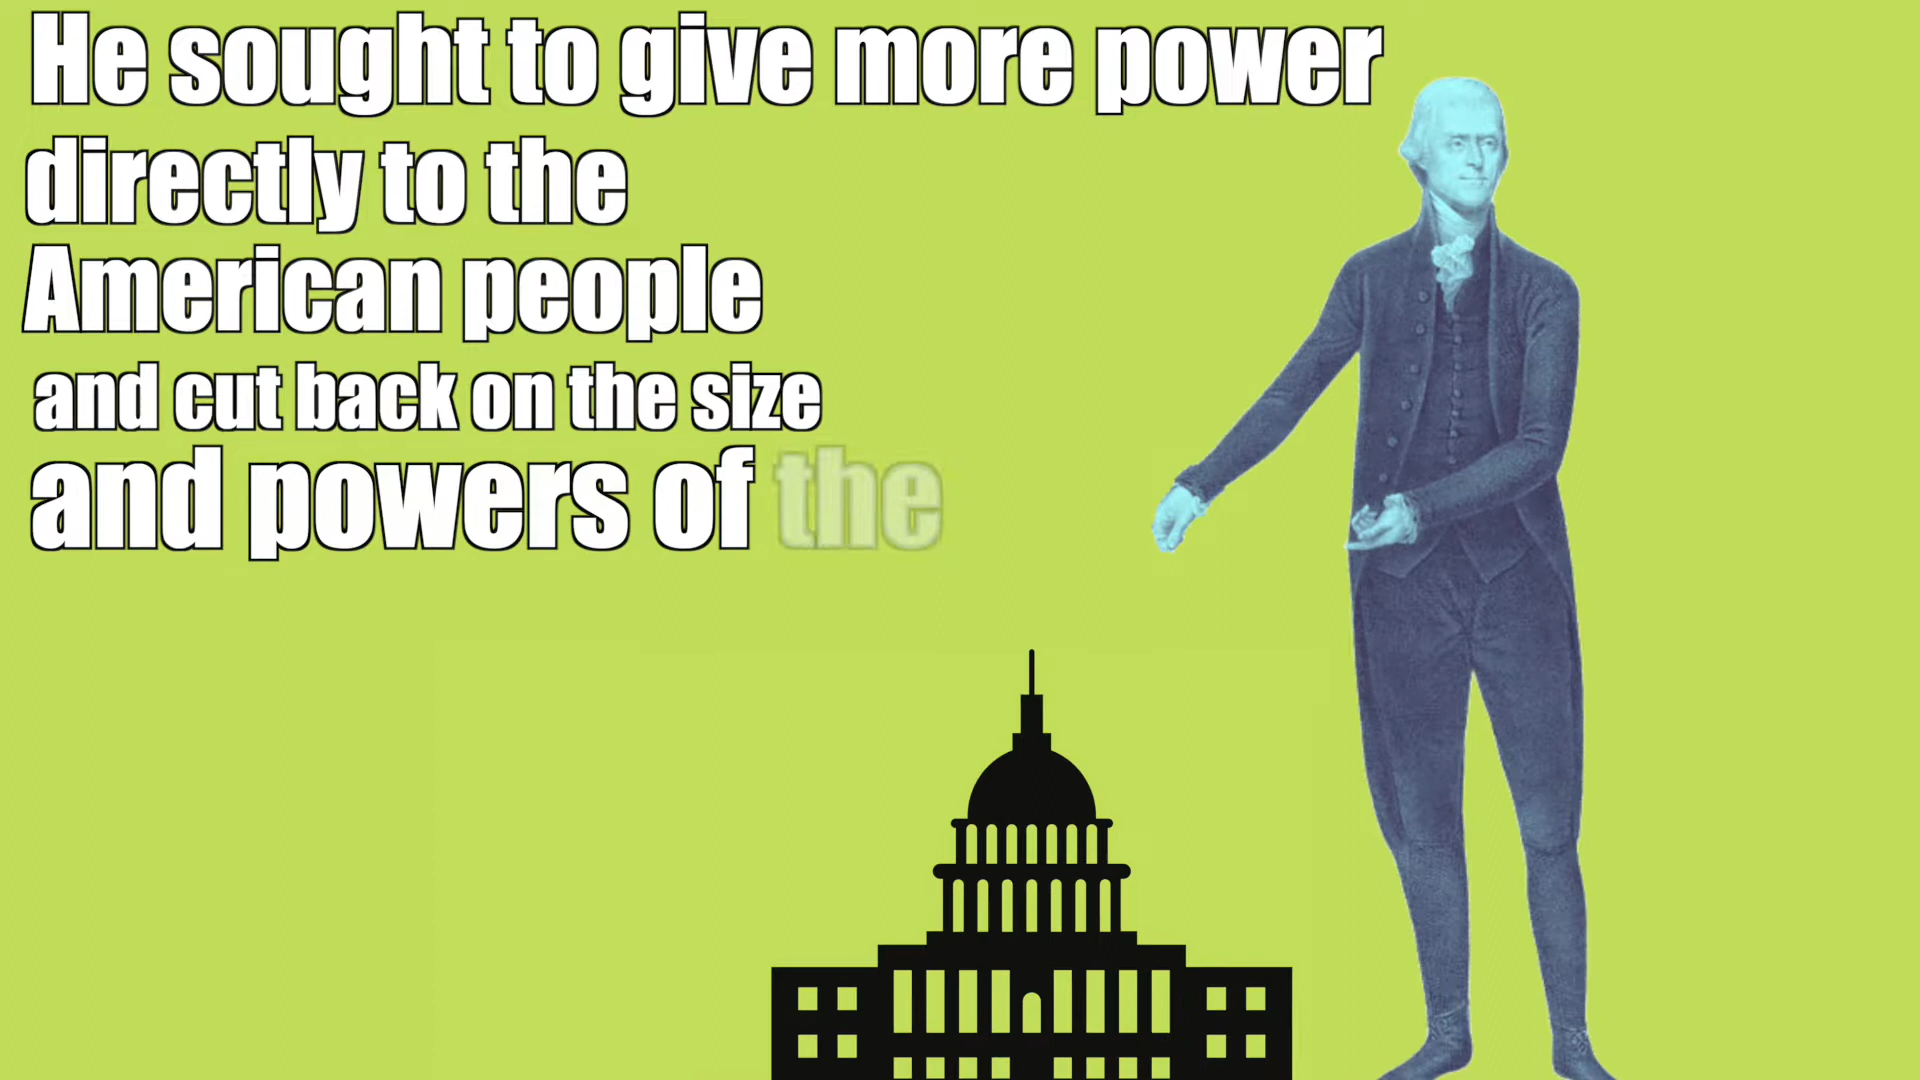 He sought to give more power
directly to the
American people
and cut back on the size
and powers of the